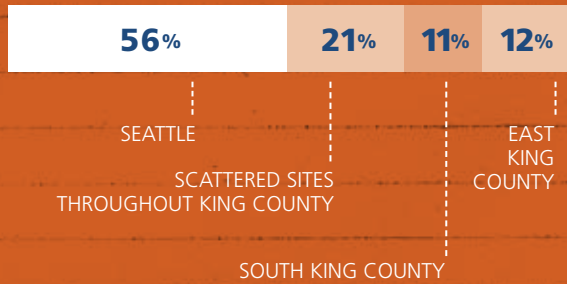 56% 21% 11% 12%
SEATTLE
SCATTERED SITES
THROUGHOUT KING COUNTY
SOUTH KING COUNTY
EAST
KING
COUNTY